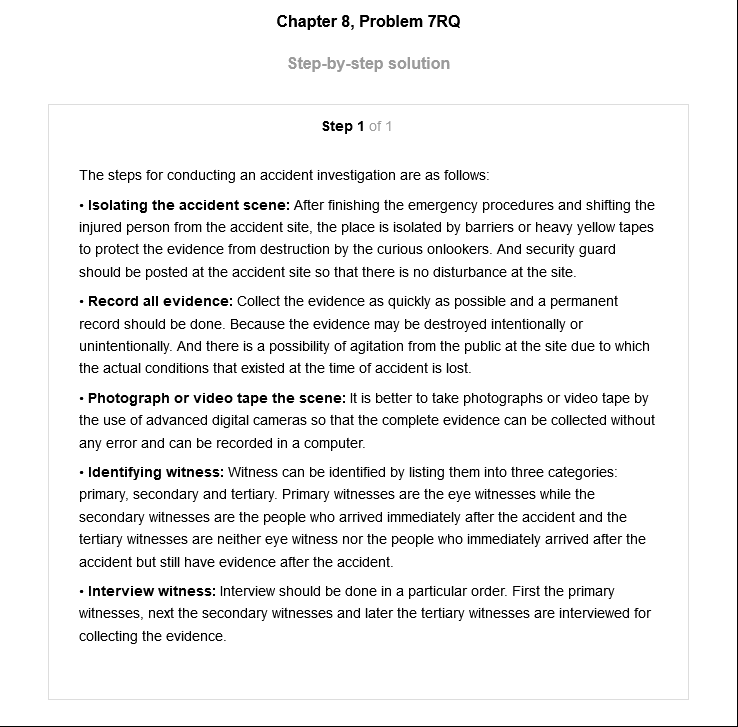 Chapter 8, Problem 7RQ
Step-by-step solution
Step 1 of 1
The steps for conducting an accident investigation are as follows:
• Isolating the accident scene: After finishing the emergency procedures and shifting the
injured person from the accident site, the place is isolated by barriers or heavy yellow tapes
to protect the evidence from destruction by the curious onlookers. And security guard
should be posted at the accident site so that there is no disturbance at the site.
• Record all evidence: Collect the evidence as quickly as possible and a permanent
record should be done. Because the evidence may be destroyed intentionally or
unintentionally. And there is a possibility of agitation from the public at the site due to which
the actual conditions that existed at the time of accident is lost.
• Photograph or video tape the scene: It is better to take photographs or video tape by
the use of advanced digital cameras so that the complete evidence can be collected without
any error and can be recorded in a computer.
• Identifying witness: Witness can be identified by listing them into three categories:
primary, secondary and tertiary. Primary witnesses are the eye witnesses while the
secondary witnesses are the people who arrived immediately after the accident and the
tertiary witnesses are neither eye witness nor the people who immediately arrived after the
accident but still have evidence after the accident.
• Interview witness: Interview should be done in a particular order. First the primary
witnesses, next the secondary witnesses and later the tertiary witnesses are interviewed for
collecting the evidence.